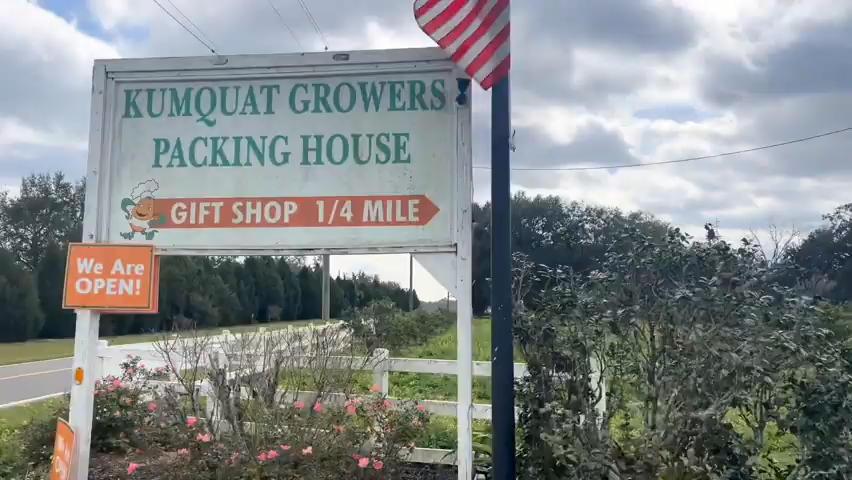 KUMQUAT GROWERS
PACKING HOUSE
GIFT SHOP 1/4 MILE
We Are
OPEN!